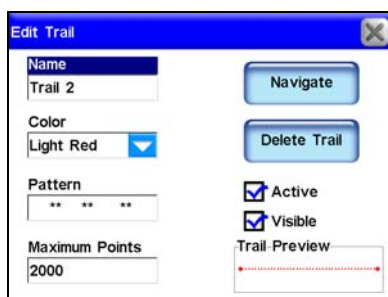 Edit Trail
Name
Trail 2
Navigate
Color
Light Red
Delete Trail
Pattern
** ** **
Active
Visible
Maximum Points
2000
Trail Preview